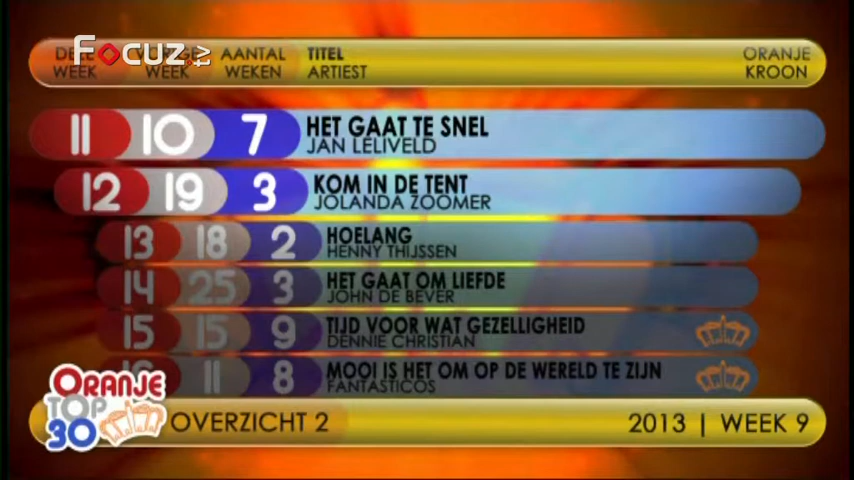 FOCUZ.TV
DEZE WEEK
VORIGE WEEK
AANTAL WEKEN
TITEL
ARTIEST
ORANJE KROON
11 10 7 HET GAAT TE SNEL
JAN LELIVELD
12 19 3 KOM IN DE TENT
JOLANDA ZOOMER
13 18 2 HOELANG
HENNY THIJSSEN
14 25 3 HET GAAT OM LIEFDE
JOHN DE BEVER
15 15 9 TIJD VOOR WAT GEZELLIGHEID
DENNIE CHRISTIAN
11 8 MOOI IS HET OM OP DE WERELD TE ZIJN
FANTASTICOS
ORANJE
TOP
30
OVERZICHT 2
2013 | WEEK 9